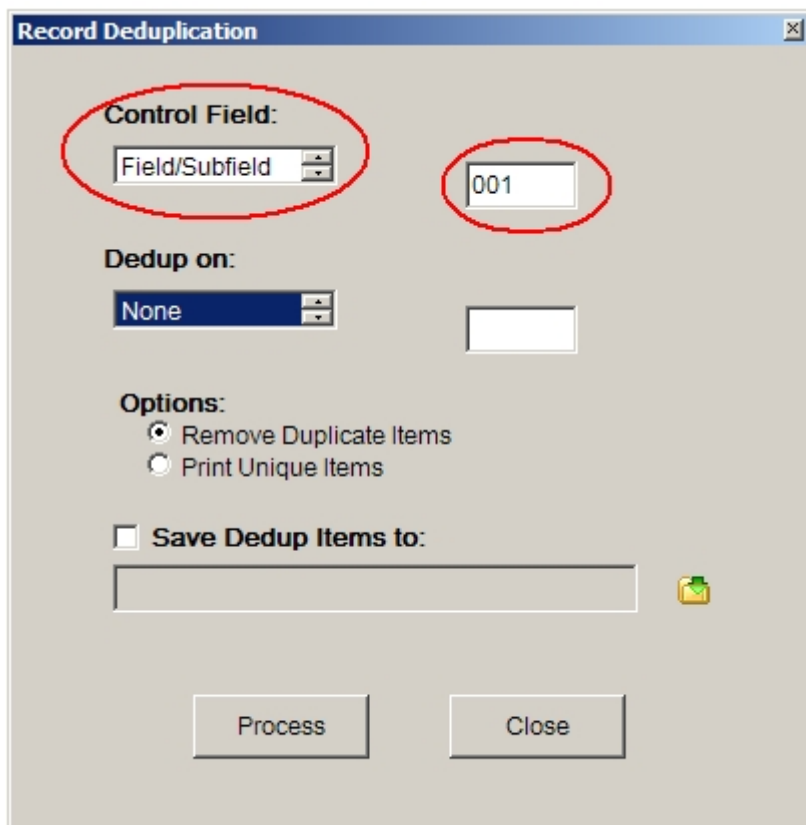 Record Deduplication
Control Field:
Field/Subfield
001
Dedup on:
None
Options:
Remove Duplicate Items
Print Unique Items
Save Dedup Items to:
Process Close